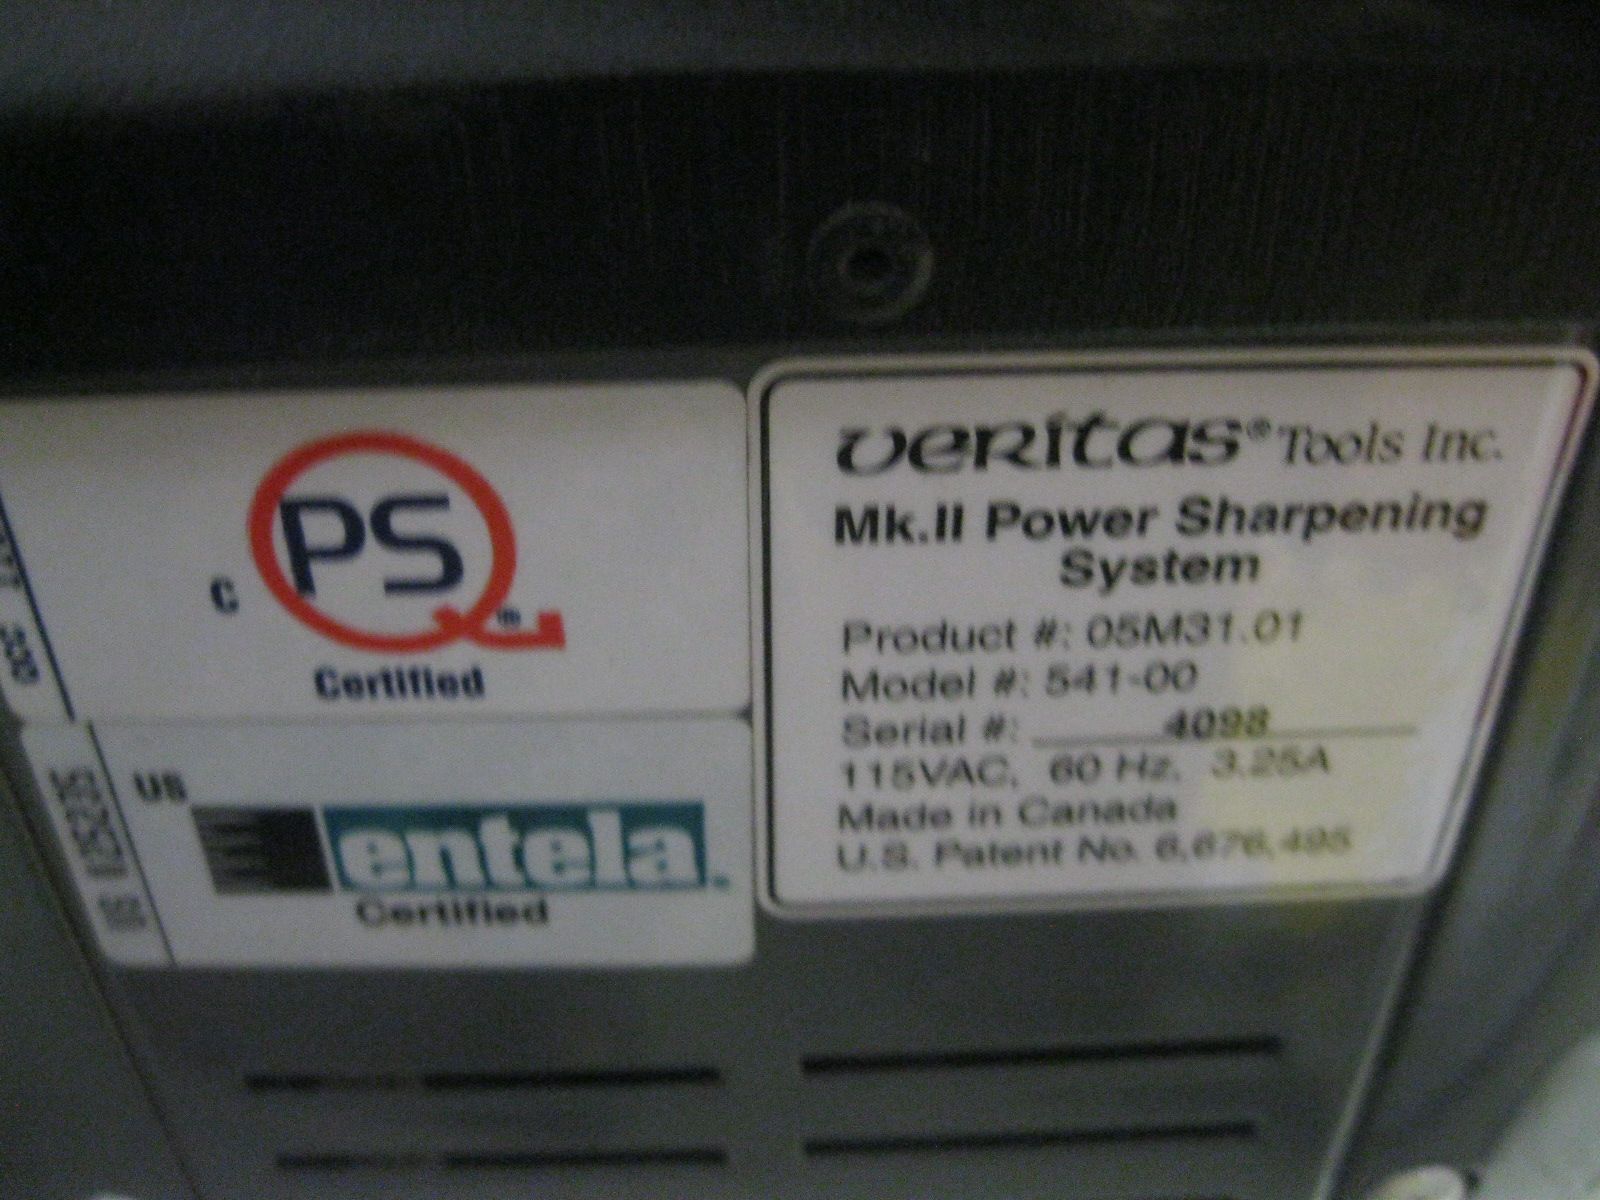 C
PS
TM
Certified
US
entela
Certified
veritas® Tools Inc.
Mk.II Power Sharpening
System
Product #: 05M31.01
Model #: 541-00
Serial #: 4098
115VAC, 60 Hz, 3.25A
Made in Canada
U.S. Patent No. 6,676,495